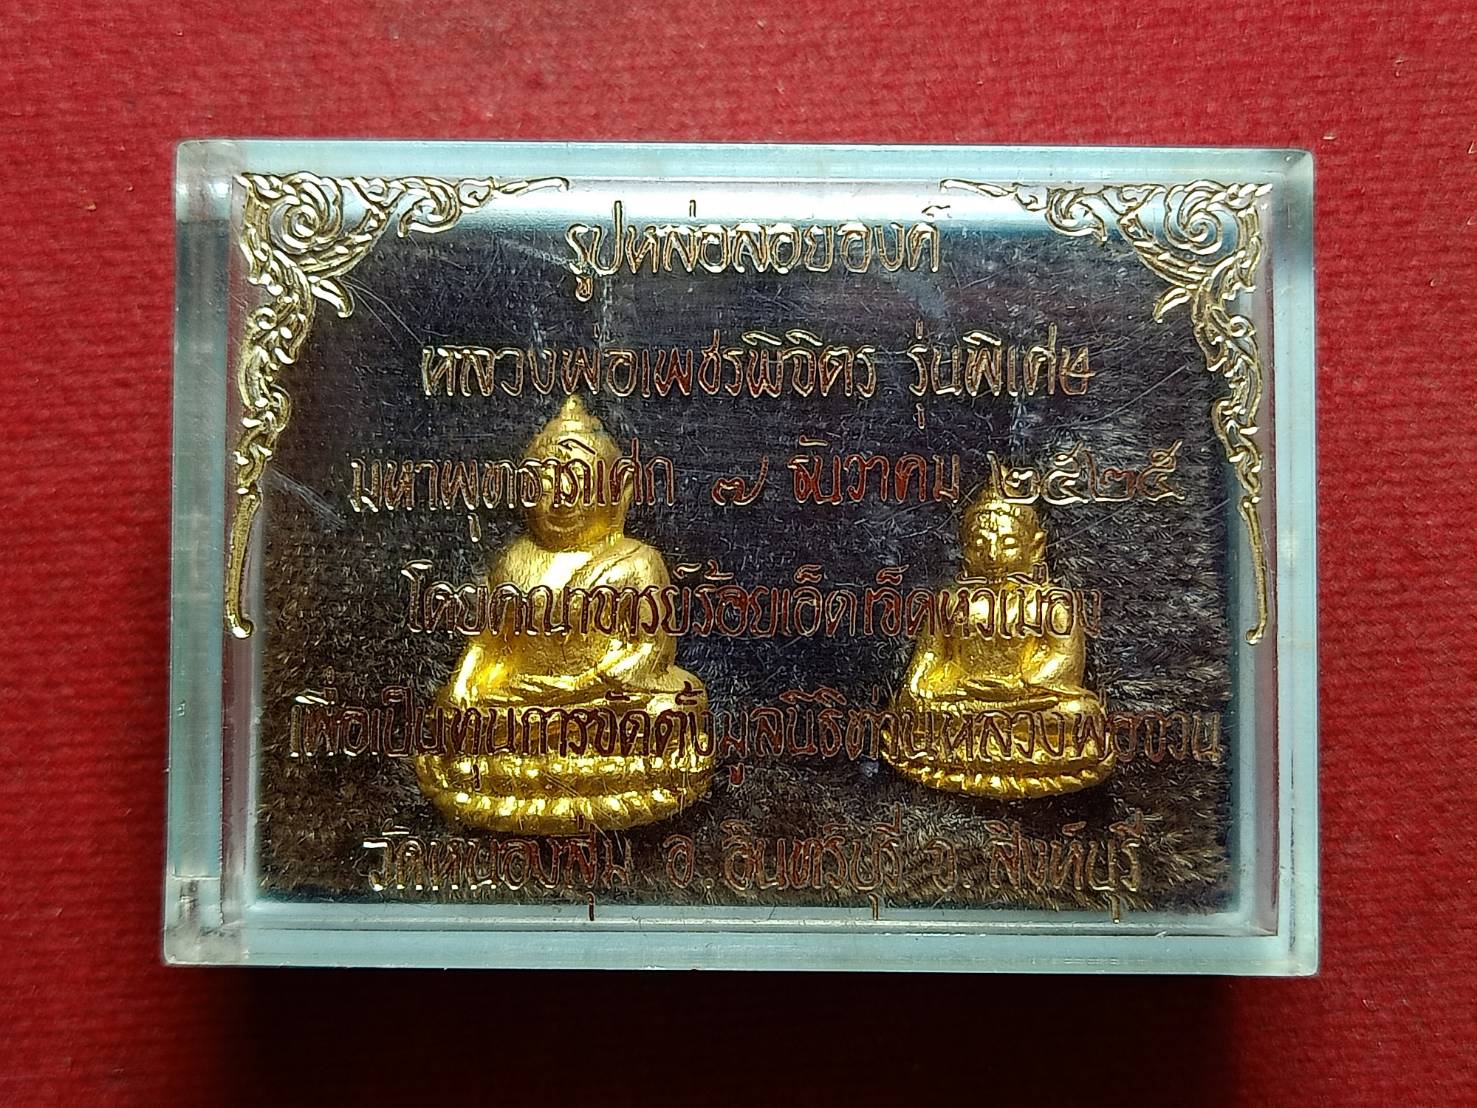 รูปหล่อลอยองค์
หลวงพ่อเพชรพิจิตร รุ่นพิเศษ
มหาพุทธาภิเศก ๗ ธันวาคม ๒๕๒๕
โดยคณาจารย์ร้อยเอ็ดเจ็ดหัวเมือง
เพื่อเป็นทุนการจัดตั้งมูลนิธิท่านหลวงพ่อจวน
วัดหนองสุ่ม อ.อินทร์บุรี จ.สิงห์บุรี